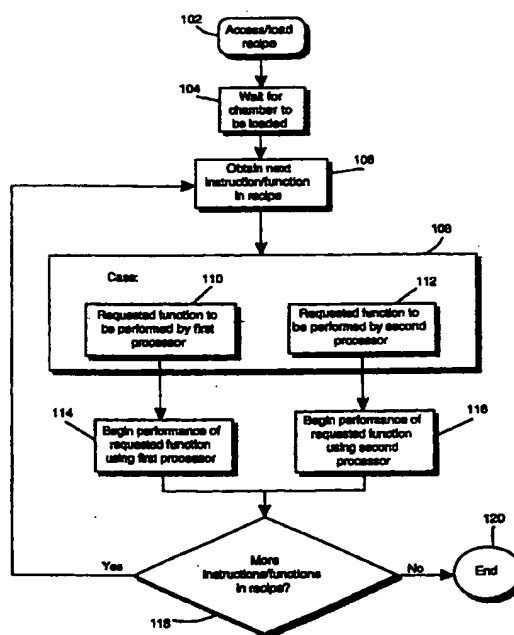 102
Access/load
recipe
104
Wait for
chamber to
be loaded
106
Obtain next
instruction/function
in recipe
108
Case:
110
Requested function to
be performed by first
processor
112
Requested function to
be performed by second
processor
114
Begin performance of
requested function
using first processor
116
Begin performance of
requested function
using second
processor
Yes
More
instructions/functions
in recipe?
No
118
120
End